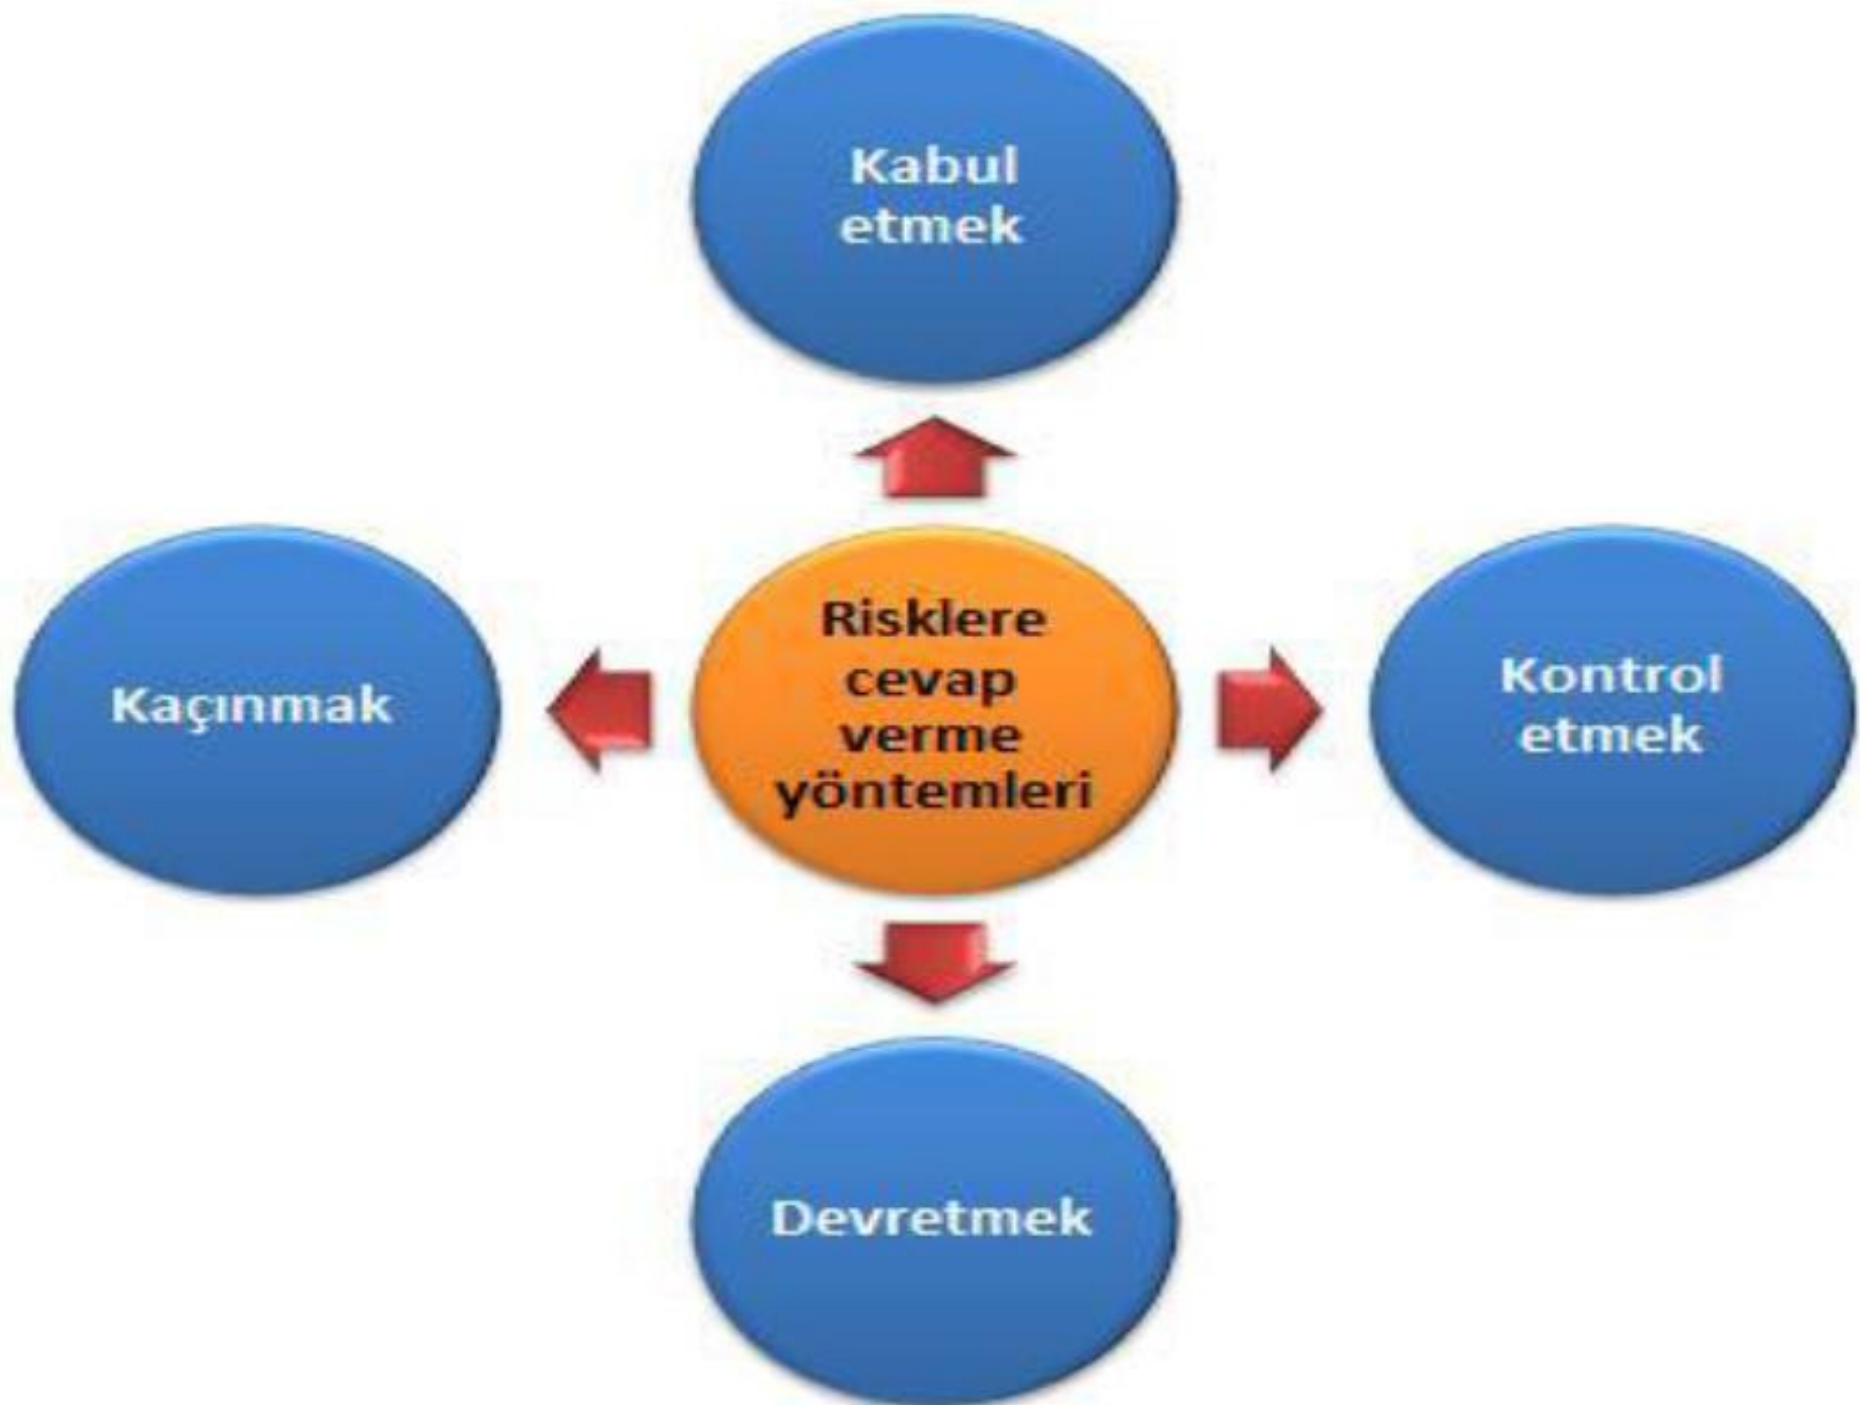 Kabul
etmek
Kaçınmak
Risklere
cevap
verme
yöntemleri
Kontrol
etmek
Devretmek